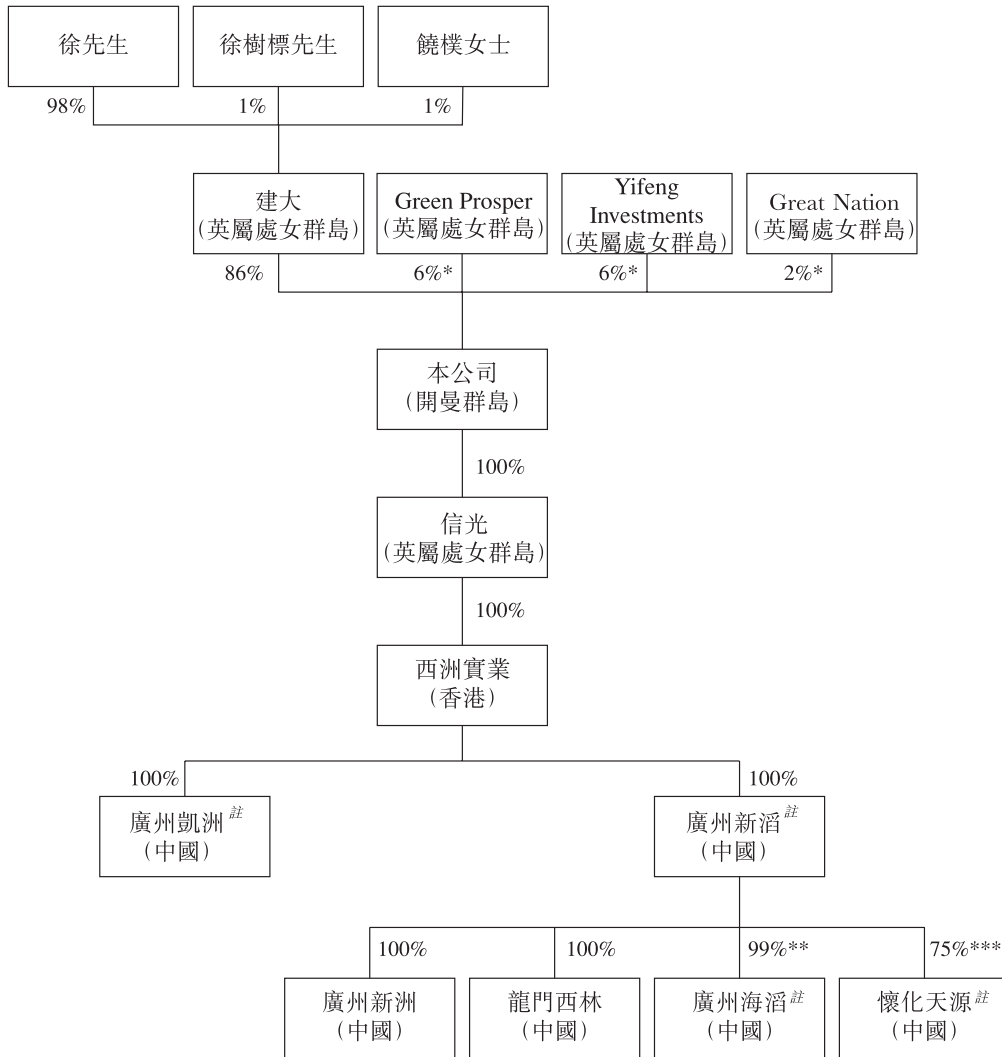 徐先生
徐樹標先生
饒樸女士
98%
1%
1%
建大
(英屬處女群島)
Green Prosper
(英屬處女群島)
Yifeng
Investments
(英屬處女群島)
Great Nation
(英屬處女群島)
86%
6%*
6%*
2%*
本公司
(開曼群島)
100%
信光
(英屬處女群島)
100%
西洲實業
(香港)
100%
100%
廣州凱洲註
(中國)
廣州新滔註
(中國)
100%
100%
99%**
75%***
廣州新洲
(中國)
龍門西林
(中國)
廣州海滔註
(中國)
懷化天源註
(中國)